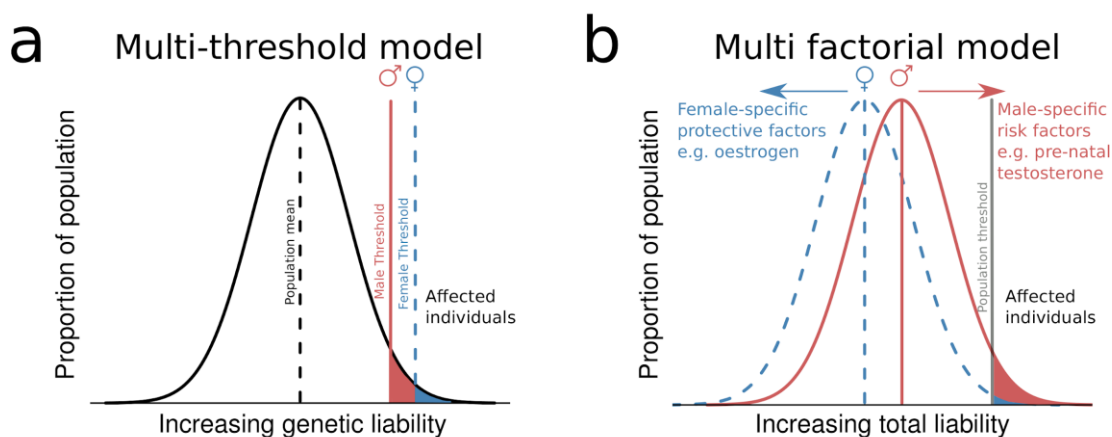 a
Multi-threshold model
♂ ♀
Proportion of population
Population mean
Male Threshold
Female Threshold
Affected
individuals
Increasing genetic liability
b
Multi factorial model
♀ ♂
Female-specific
protective factors
e.g. oestrogen
Male-specific
risk factors
e.g. pre-natal
testosterone
Proportion of population
Population threshold
Affected
individuals
Increasing total liability